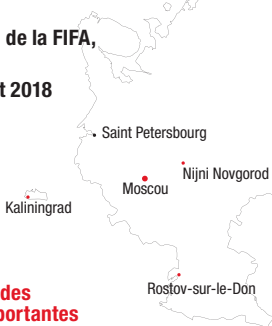 de la FIFA,
t 2018
Saint Petersbourg
Nijni Novgorod
Moscou
Kaliningrad
Rostov-sur-le-Don
des
portantes